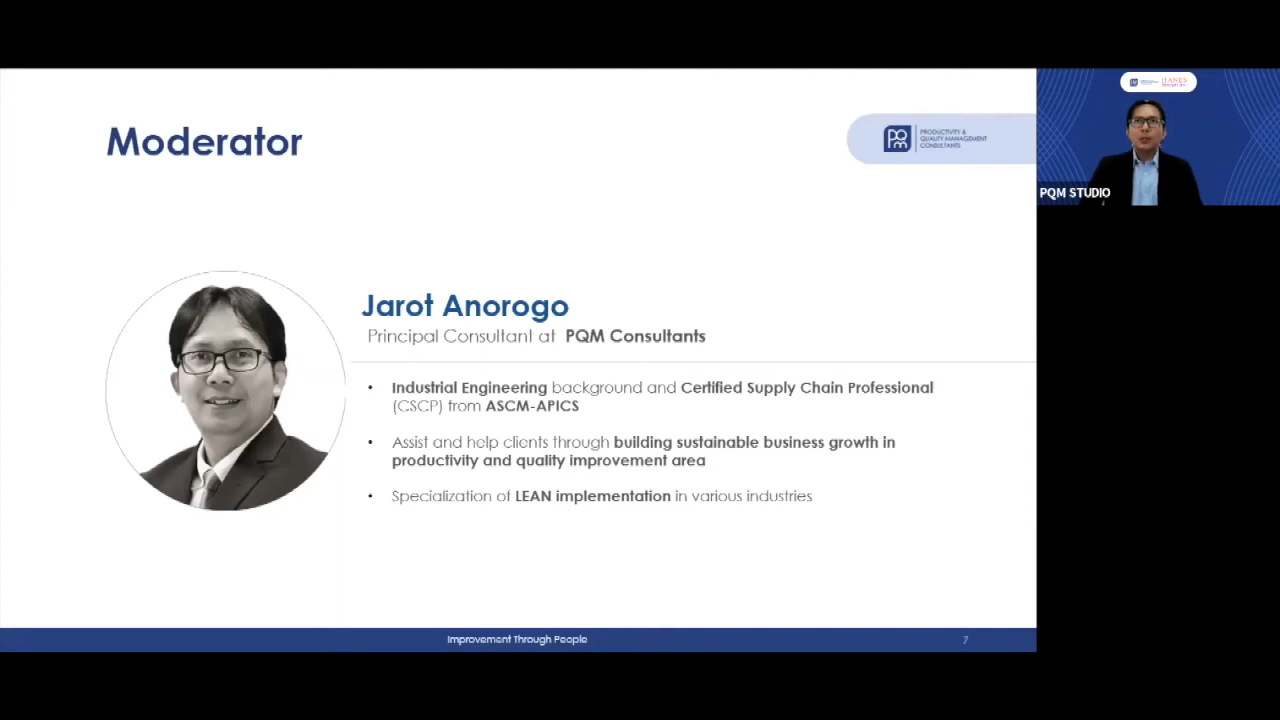 Moderator
pqm
PRODUCTIVITY &
QUALITY MANAGEMENT
CONSULTANTS
PQM STUDIO
Jarot Anorogo
Principal Consultant at PQM Consultants
• Industrial Engineering background and Certified Supply Chain Professional
(CSCP) from ASCM-APICS
• Assist and help clients through building sustainable business growth in
productivity and quality improvement area
• Specialization of LEAN implementation in various industries
Improvement Through People
7